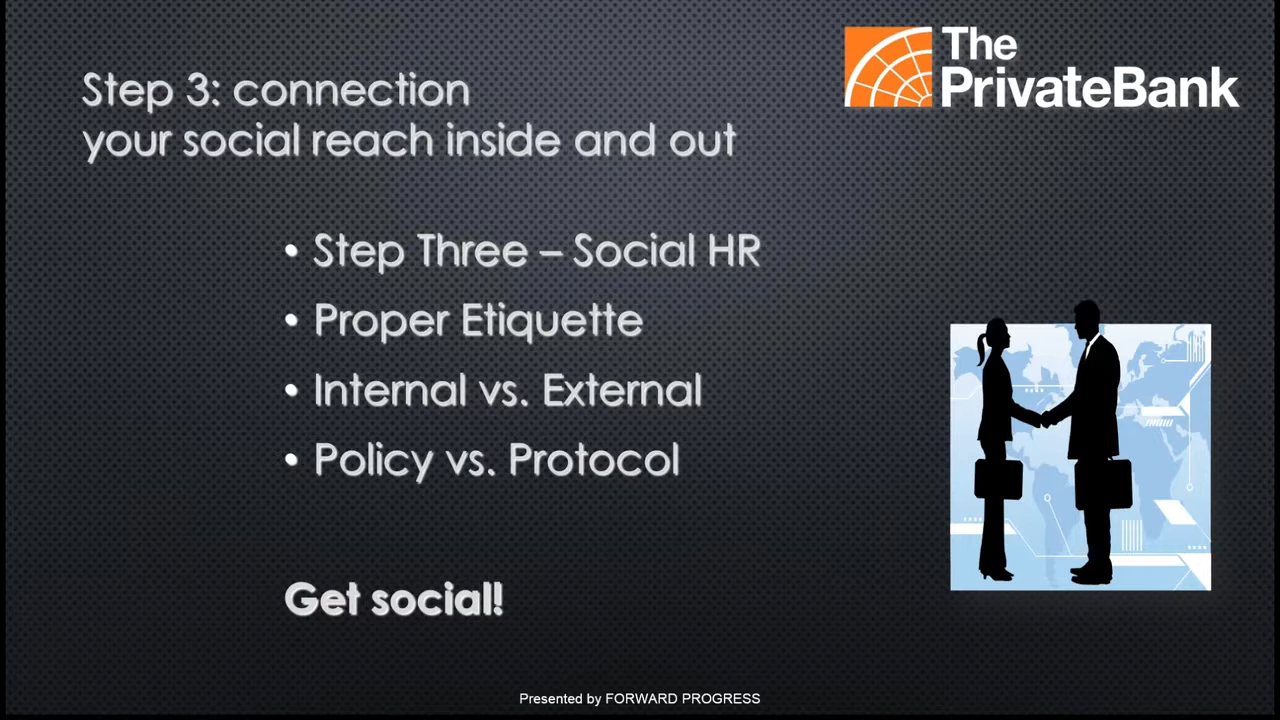 The
PrivateBank
Step 3: connection
your social reach inside and out
• Step Three – Social HR
• Proper Etiquette
• Internal vs. External
• Policy vs. Protocol
Get social!
Presented by FORWARD PROGRESS